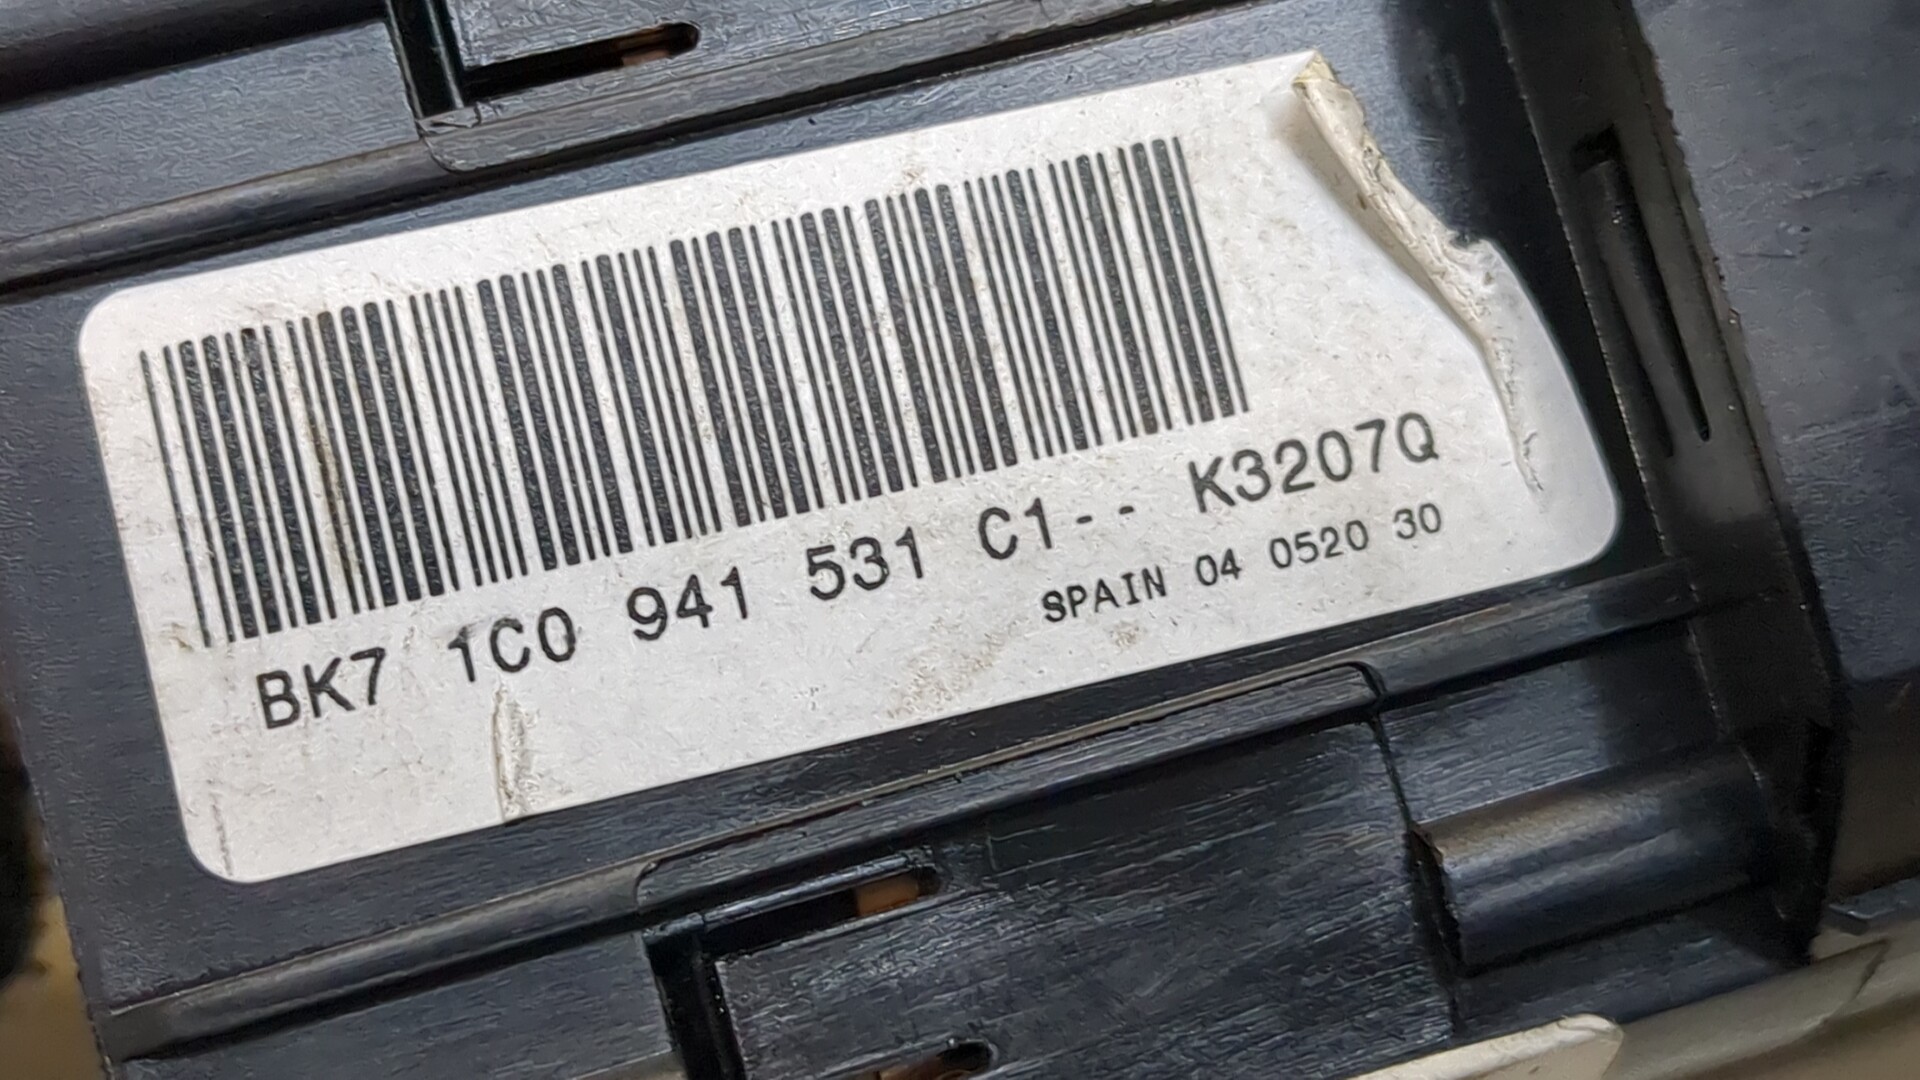 BK7 1C0 941 531 C1-- K3207Q
SPAIN 04 0520 30